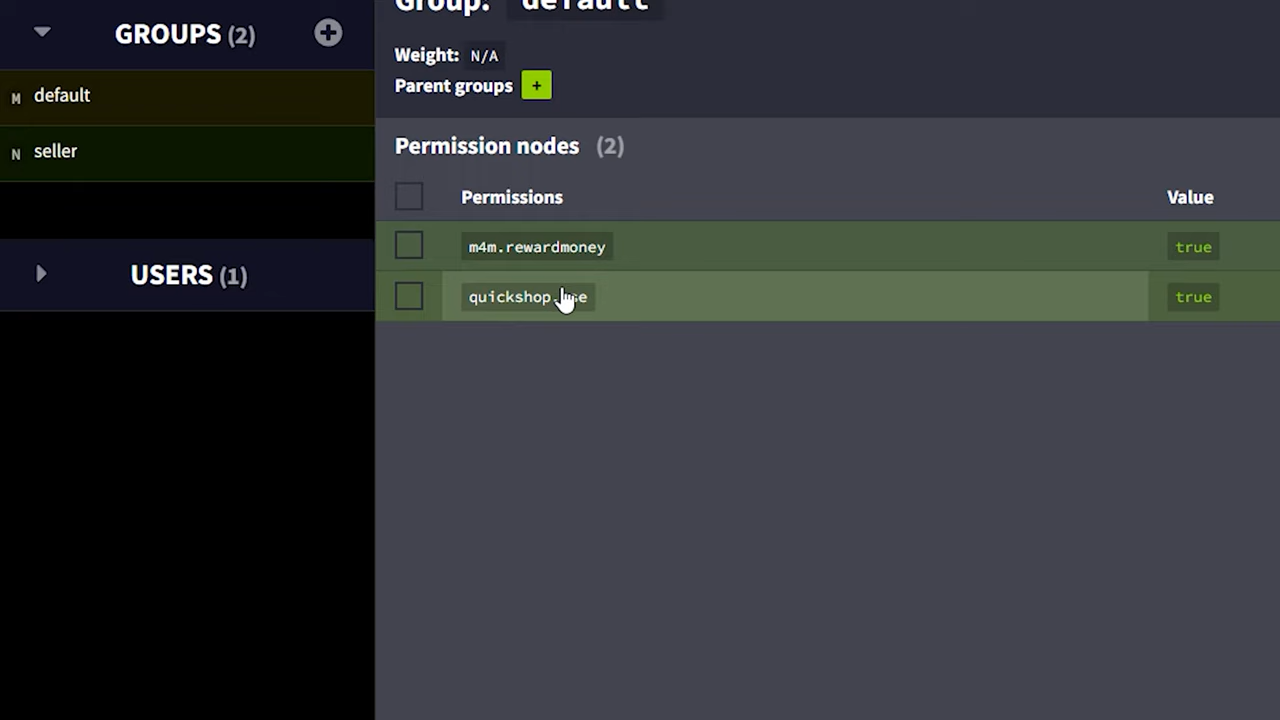 GROUPS (2)
M default
N seller
USERS (1)
Group: default
Weight: N/A
Parent groups +
Permission nodes (2)
Permissions Value
m4m.rewardmoney true
true